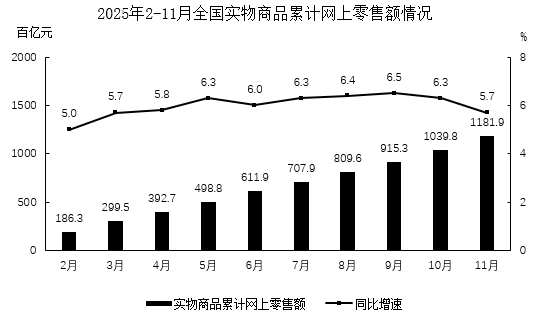 2025年2-11月全国实物商品累计网上零售额情况
百亿元 %
2000 8
6.3 6.3 6.4 6.5 6.3
5.7 5.8 6.0 5.7
5.0
1500 6
1181.9
1039.8
1000 915.3 4
809.6
707.9
611.9
500 498.8 2
392.7
299.5
186.3
0 0
2月 3月 4月 5月 6月 7月 8月 9月 10月 11月
实物商品累计网上零售额 同比增速